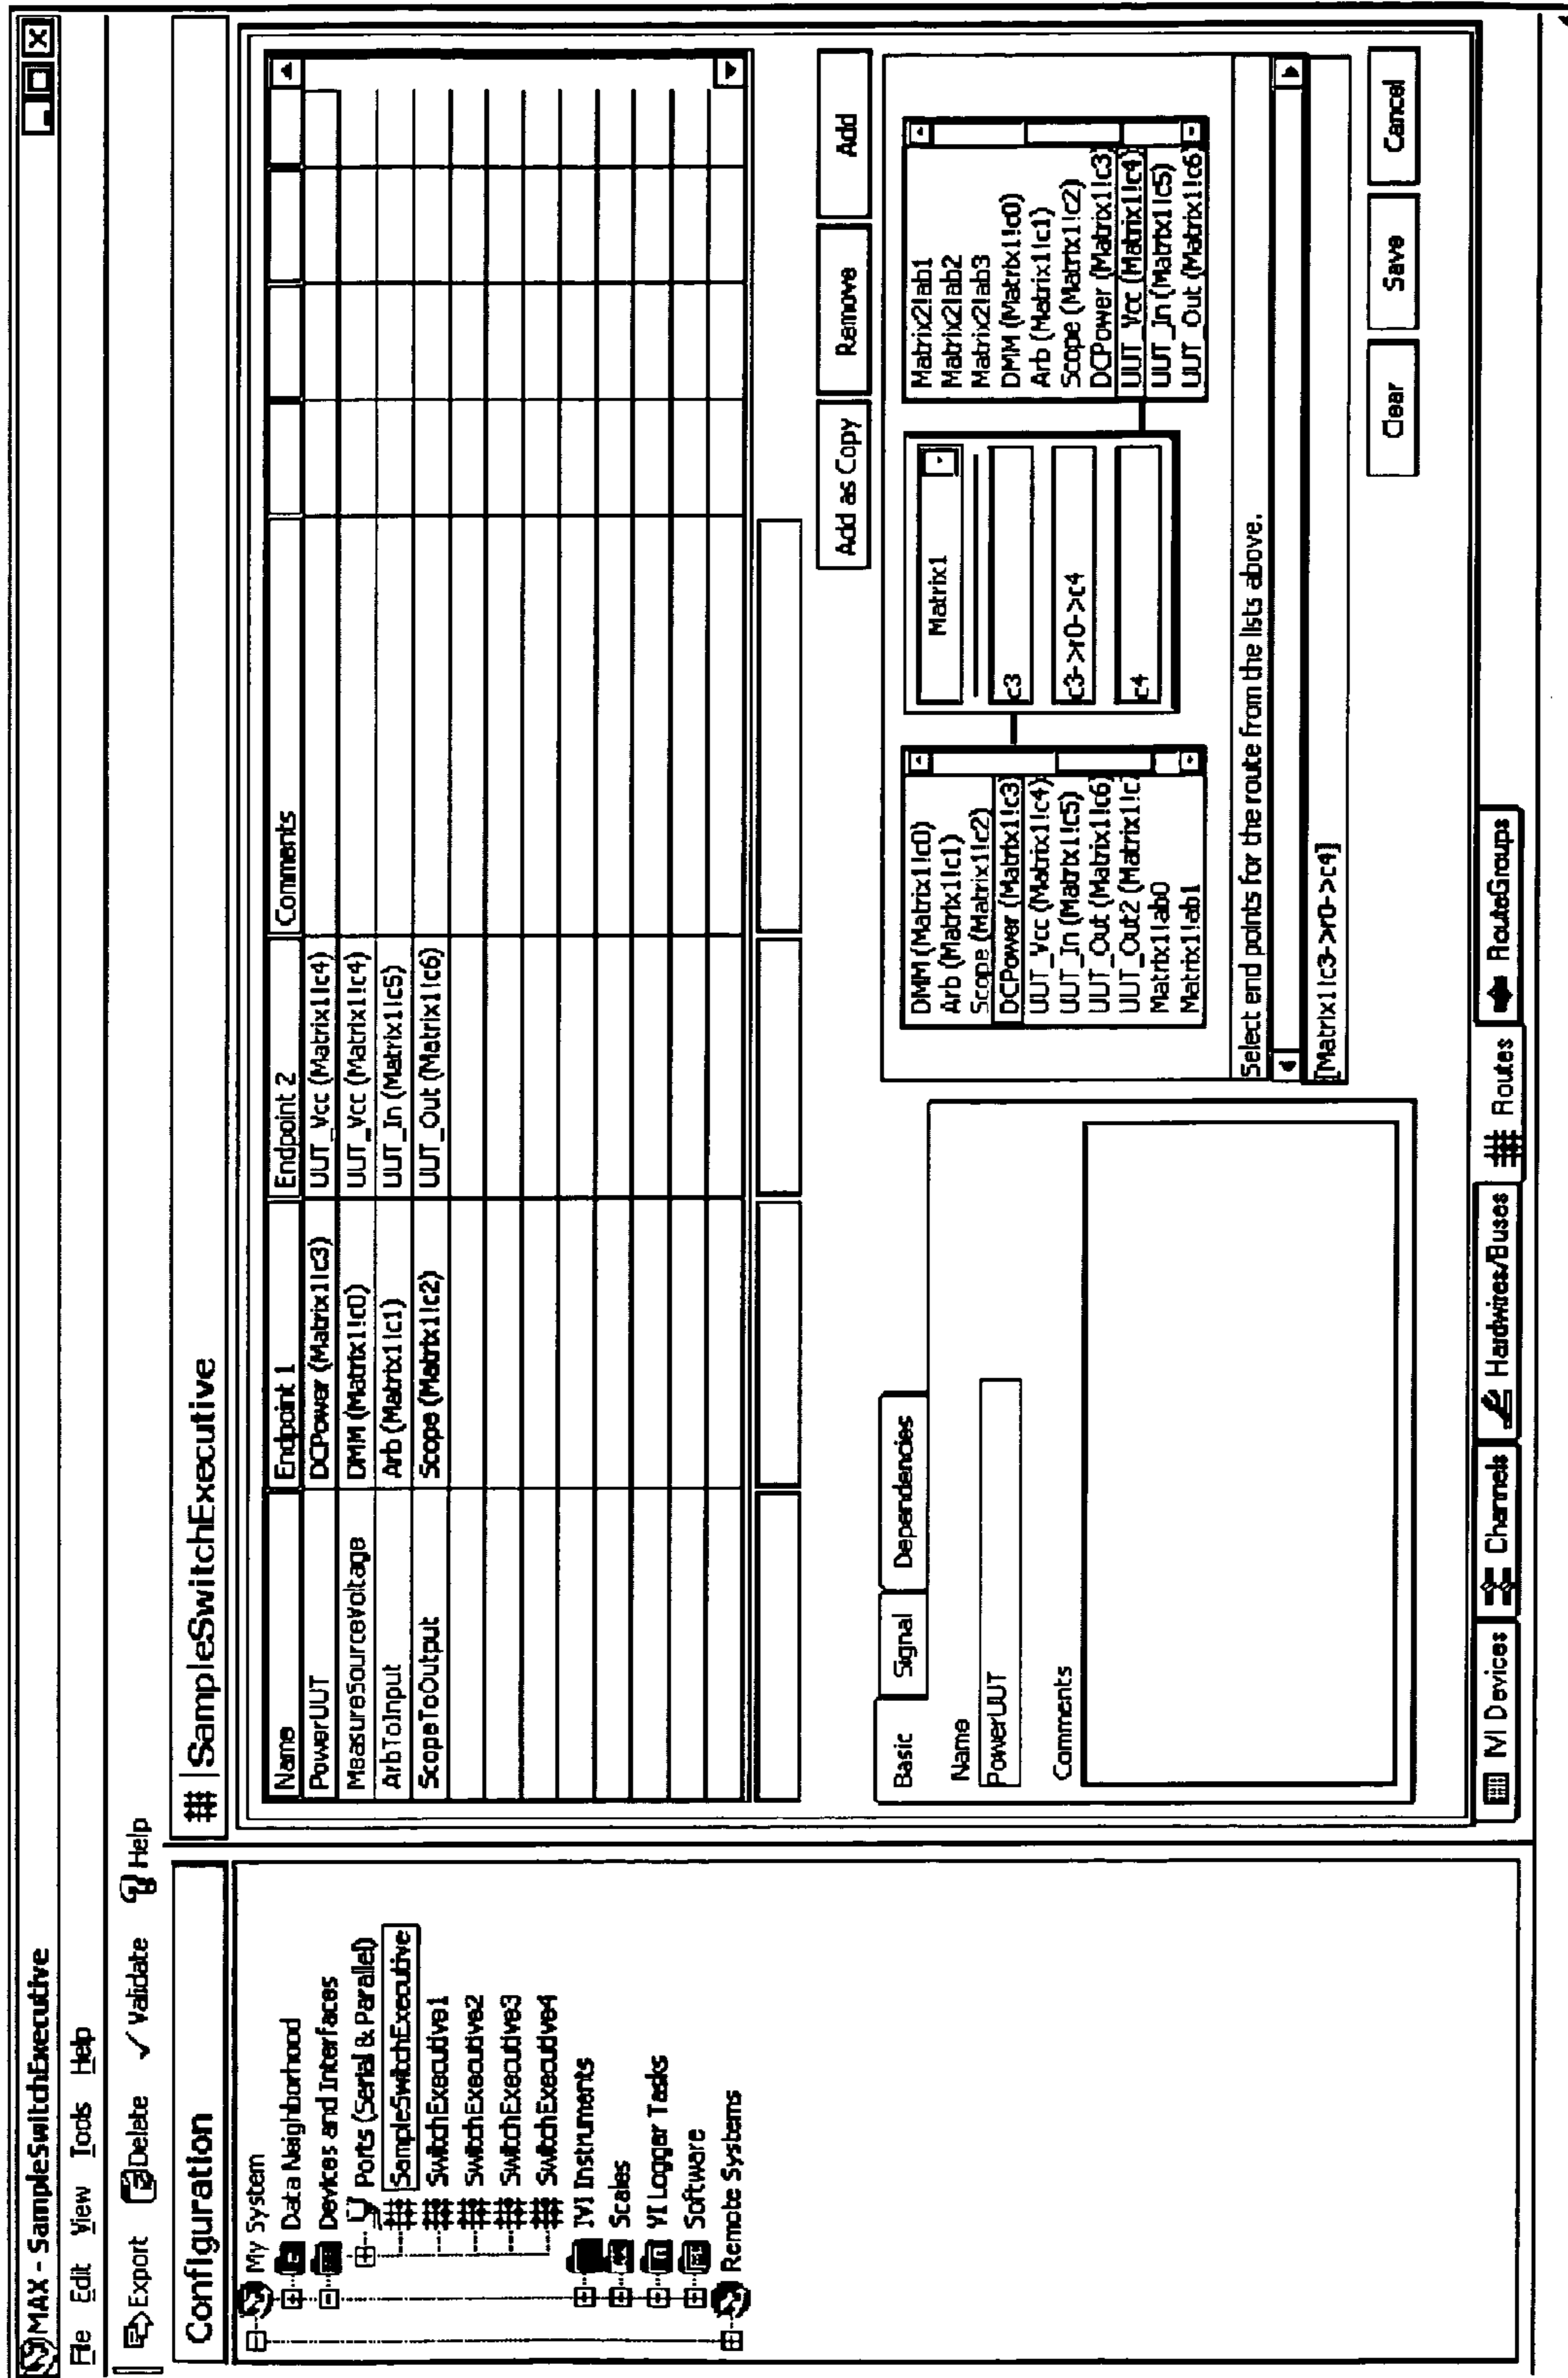 MAX - SampleSwitchExecutive
File Edit View Tools Help
Export Delete Validate Help
Configuration
My System
Data Neighborhood
Devices and Interfaces
Ports (Serial & Parallel)
SampleSwitchExecutive
SwitchExecutive1
SwitchExecutive2
SwitchExecutive3
SwitchExecutive4
IVI Instruments
Scales
VI Logger Tasks
Software
Remote Systems
SampleSwitchExecutive
Name Endpoint 1 Endpoint 2 Comments
PowerUUT DCPower (Matrix1!c3) UUT_Vcc (Matrix1!c4)
MeasureSourceVoltage DMM (Matrix1!c0) UUT_Vcc (Matrix1!c4)
ArbToInput Arb (Matrix1!c1) UUT_In (Matrix1!c5)
ScopeToOutput Scope (Matrix1!c2) UUT_Out (Matrix1!c6)
Add as Copy Remove Add
Basic Signal Dependencies
Name
PowerUUT
Comments
DMM (Matrix1!c0)
Arb (Matrix1!c1)
Scope (Matrix1!c2)
DCPower (Matrix1!c3)
UUT_Vcc (Matrix1!c4)
UUT_In (Matrix1!c5)
UUT_Out (Matrix1!c6)
UUT_Out2 (Matrix1!c
Matrix1!ab0
Matrix1!ab1
Matrix1
c3
c3->r0->c4
c4
Matrix2!ab1
Matrix2!ab2
Matrix2!ab3
DMM (Matrix1!c0)
Arb (Matrix1!c1)
Scope (Matrix1!c2)
DCPower (Matrix1!c3)
UUT_Vcc (Matrix1!c4)
UUT_In (Matrix1!c5)
UUT_Out (Matrix1!c6)
Select end points for the route from the lists above.
[Matrix1!c3->r0->c4]
Clear Save Cancel
IVI Devices Channels Hardwires/Buses Routes RouteGroups